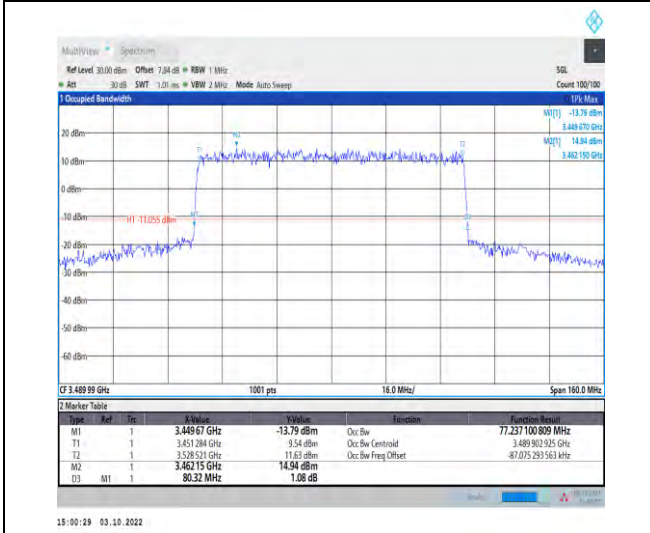 MultiView Spectrum
Ref Level 30.00 dBm Offset 7.84 dB RBW 1 MHz SGL
Att 30 dB SWT 1.01 ms VBW 2 MHz Mode Auto Sweep Count 100/100
1 Occupied Bandwidth 1Pk Max
M1[1] -13.79 dBm
3.449 670 GHz
M2[1] 14.94 dBm
3.462 150 GHz
20 dBm
M2
T1
T2
10 dBm
0 dBm
-10 dBm
H1 -11.055 dBm
M1
D3
-20 dBm
-30 dBm
-40 dBm
-50 dBm
-60 dBm
CF 3.489 99 GHz 1001 pts 16.0 MHz/ Span 160.0 MHz
2 Marker Table
Type Ref Trc X-Value Y-Value Function Function Result
M1 1 3.449 67 GHz -13.79 dBm Occ Bw 77.237 100 809 MHz
T1 1 3.451 284 GHz 9.54 dBm Occ Bw Centroid 3.489 902 925 GHz
T2 1 3.528 521 GHz 11.63 dBm Occ Bw Freq Offset -87.075 293 563 kHz
M2 1 3.462 15 GHz 14.94 dBm
D3 M1 1 80.32 MHz 1.08 dB
15:00:29 03.10.2022